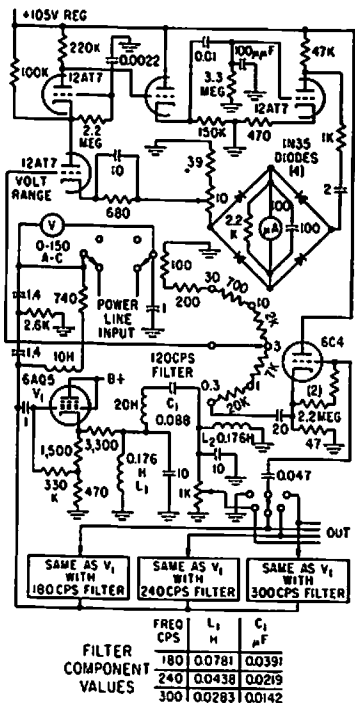 +105V REG
220K
0.0022
0.01
100μμF
47K
100K
12AT7
3.3
MEG
12AT7
2.2
MEG
150K
470
1K
12AT7
VOLT
RANGE
10
.39
1N35
DIODES
(4)
2
680
10
2.2
K
100
μA
100
V
0-150
A-C
100
200
30
700
10
2K
1.4
740
POWER
LINE
INPUT
1
3
6C4
2.6K
7K
1.4
10H
120CPS
FILTER
0.3
1
20K
(2)
2.2MEG
20
47
6AQ5
V1
B+
20H
C1
0.088
L2 0.176H
1
3,300
10
0.047
1,500
0.176
H
L1
10
1K
330
K
470
OUT
SAME AS V1
WITH
180CPS FILTER
SAME AS V1
WITH
240CPS FILTER
SAME AS V1
WITH
300CPS FILTER
FILTER
COMPONENT
VALUES
FREQ CPS L1 H C1 μF
180 0.0781 0.0391
240 0.0438 0.0219
300 0.0283 0.0142